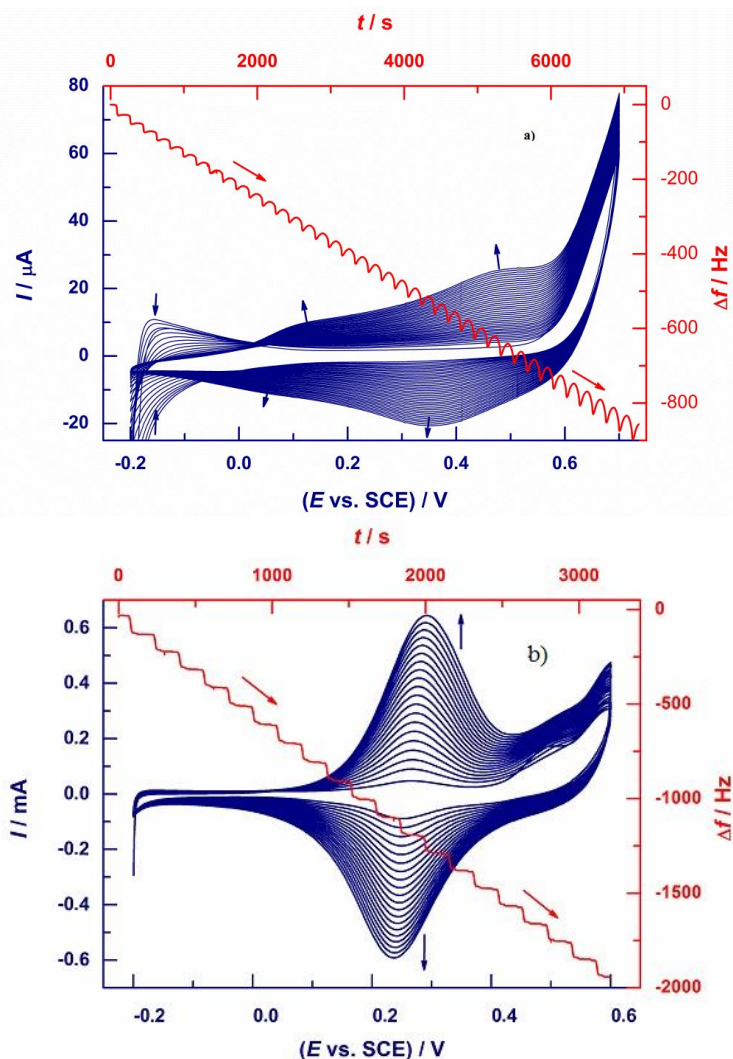 t / s
0 2000 4000 6000
80
60
40
20
0
-20
I / μA
a)
0
-200
-400
-600
-800
Δf / Hz
-0.2 0.0 0.2 0.4 0.6
(E vs. SCE) / V
t / s
0 1000 2000 3000
0.6
0.4
0.2
0.0
-0.2
-0.4
-0.6
I / mA
b)
0
-500
-1000
-1500
-2000
Δf / Hz
-0.2 0.0 0.2 0.4 0.6
(E vs. SCE) / V